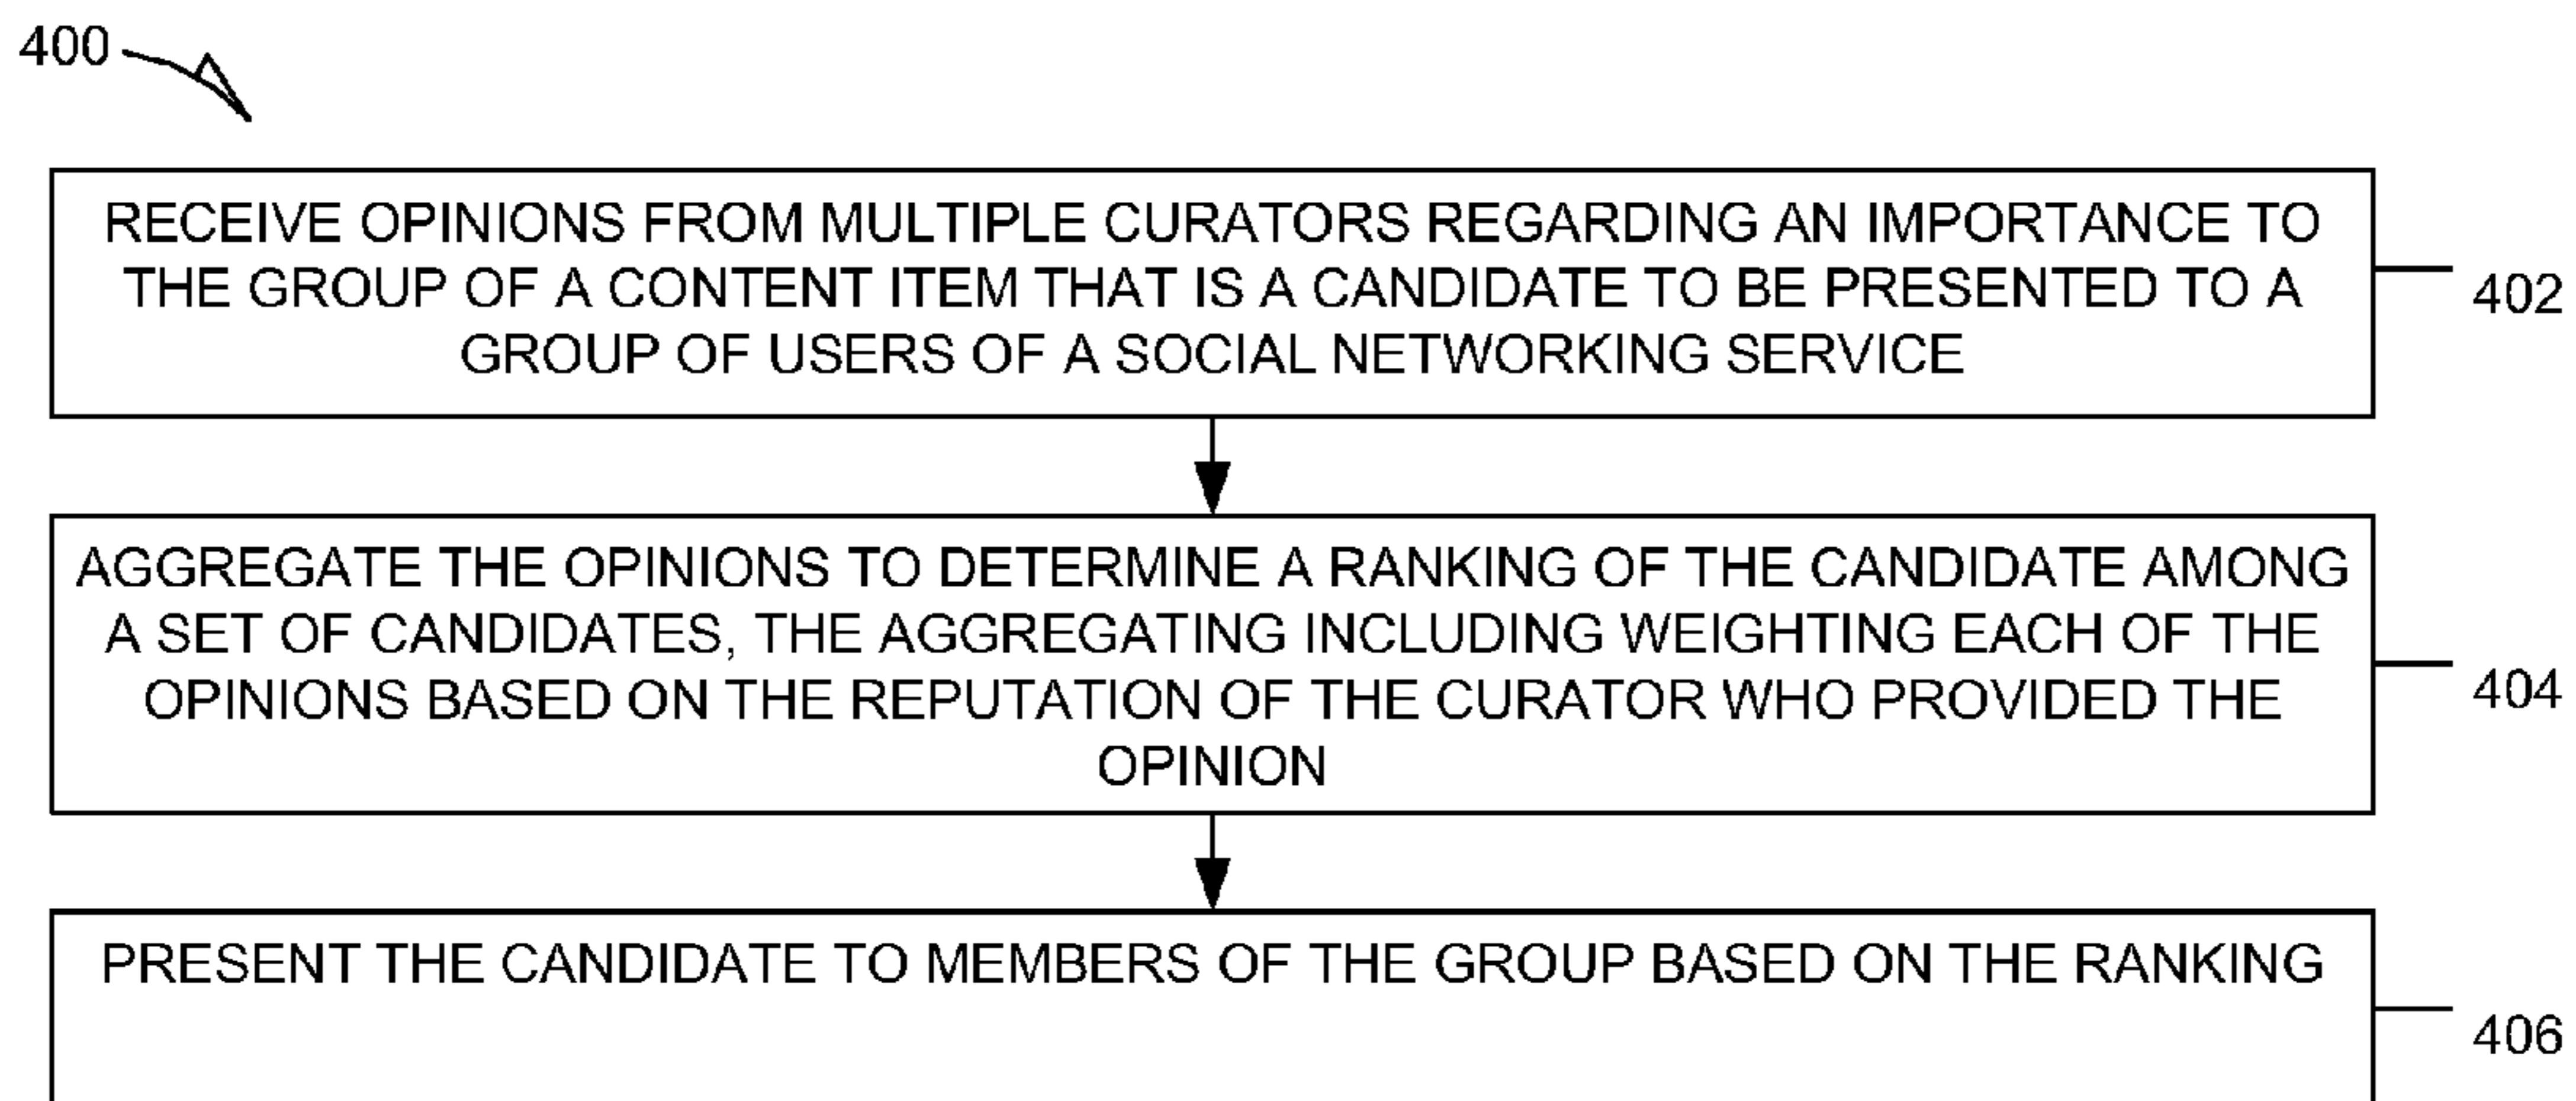 400
RECEIVE OPINIONS FROM MULTIPLE CURATORS REGARDING AN IMPORTANCE TO
THE GROUP OF A CONTENT ITEM THAT IS A CANDIDATE TO BE PRESENTED TO A
GROUP OF USERS OF A SOCIAL NETWORKING SERVICE
402
AGGREGATE THE OPINIONS TO DETERMINE A RANKING OF THE CANDIDATE AMONG
A SET OF CANDIDATES, THE AGGREGATING INCLUDING WEIGHTING EACH OF THE
OPINIONS BASED ON THE REPUTATION OF THE CURATOR WHO PROVIDED THE
OPINION
404
PRESENT THE CANDIDATE TO MEMBERS OF THE GROUP BASED ON THE RANKING
406